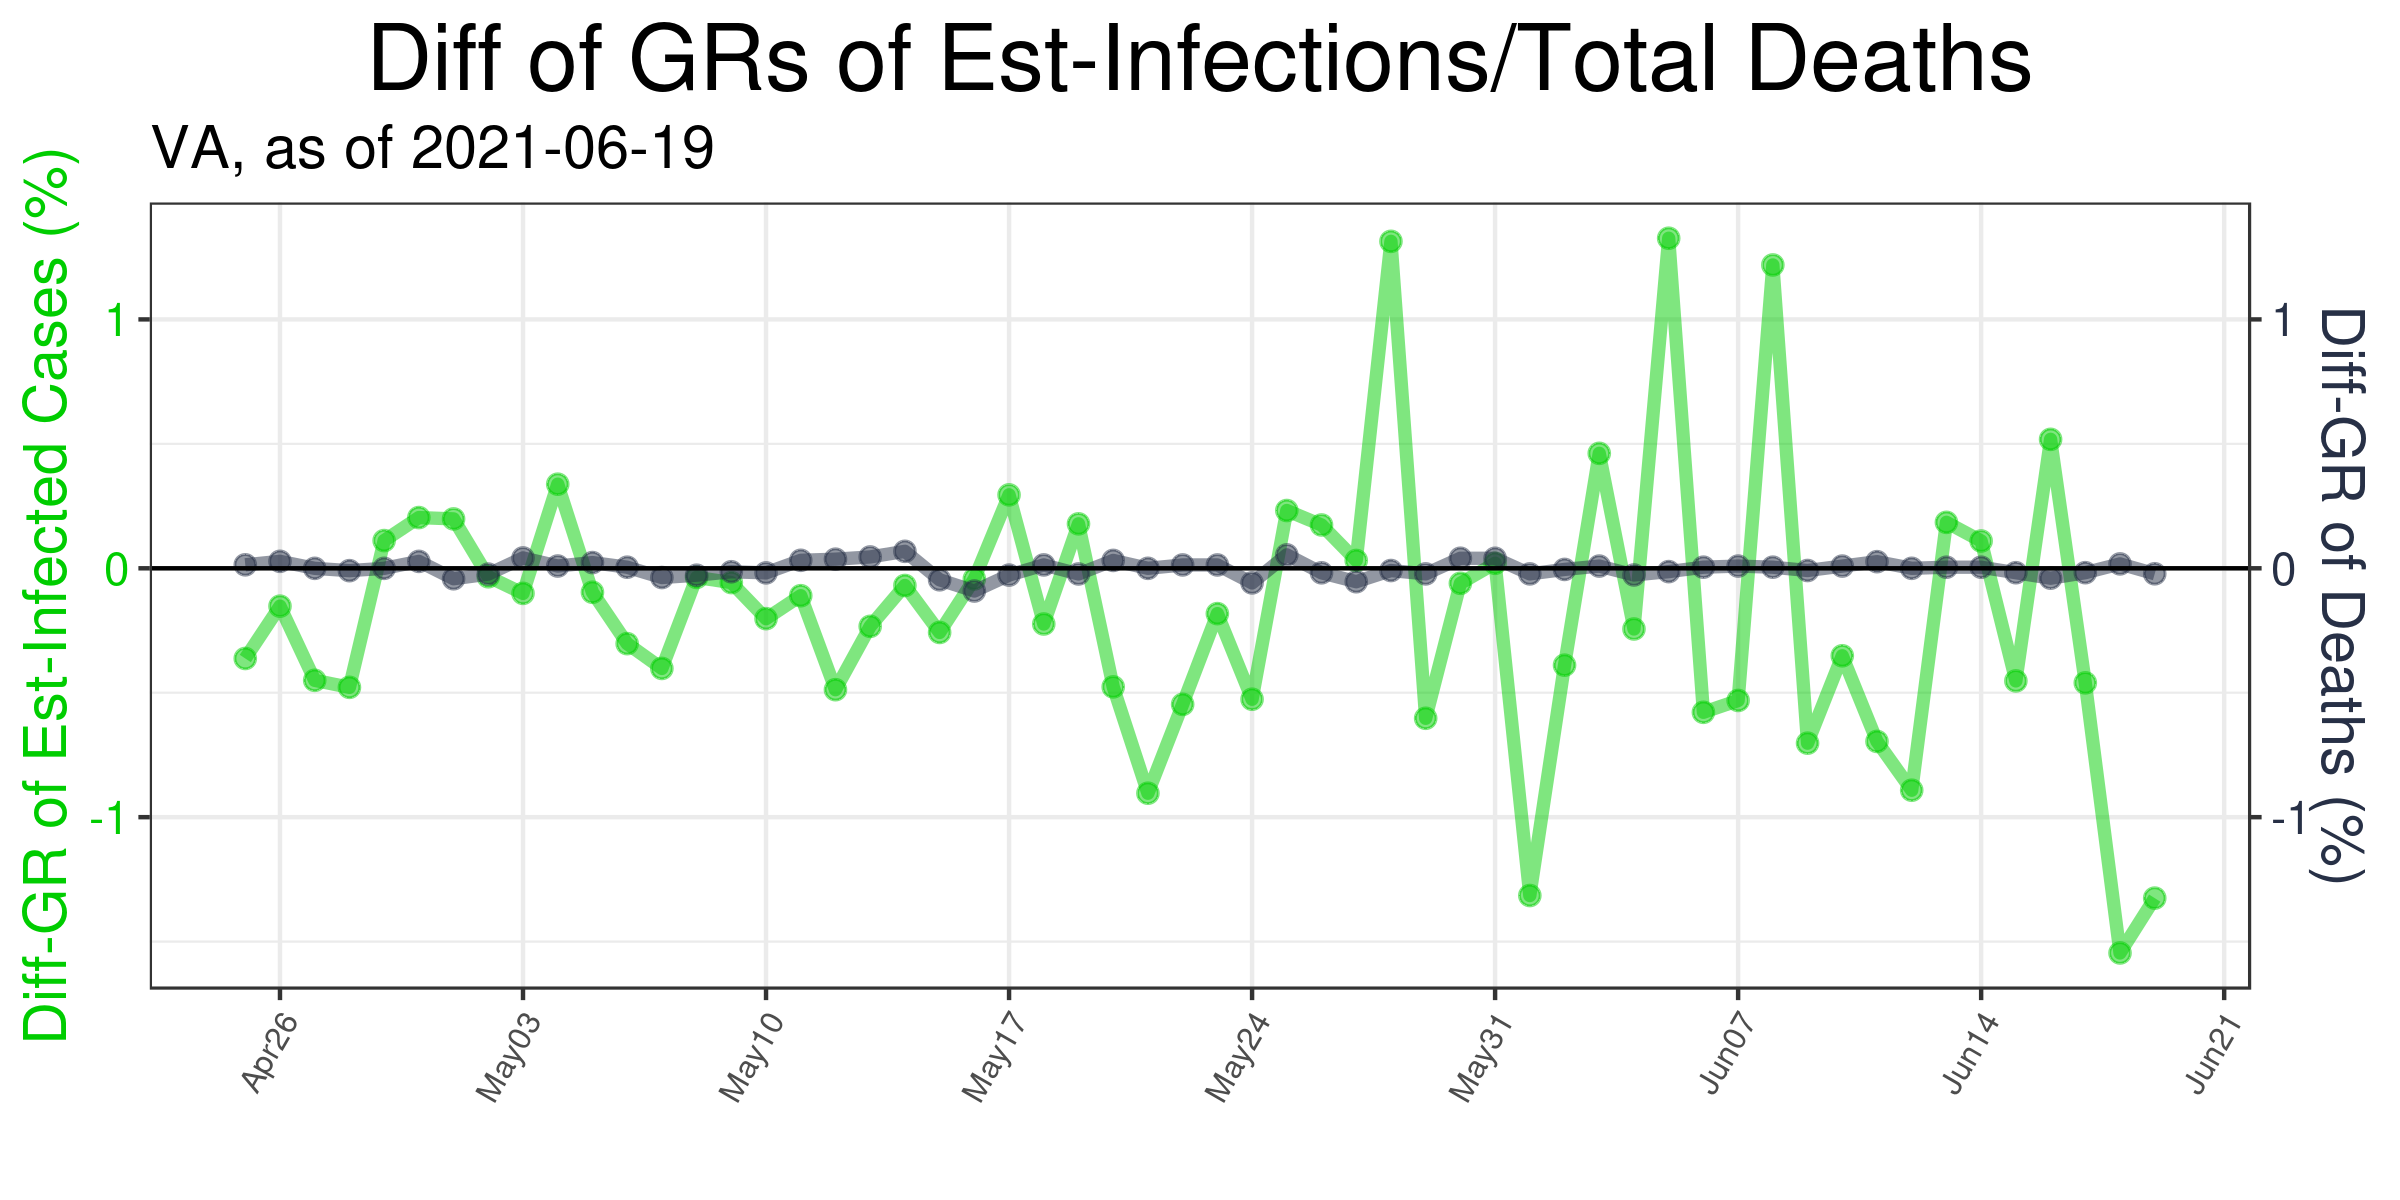 Diff of GRs of Est-Infections/Total Deaths
VA, as of 2021-06-19
Diff-GR of Est-Infected Cases (%)
1
0
-1
1
0
-1
Diff-GR of Deaths (%)
Apr26
May03
May10
May17
May24
May31
Jun07
Jun14
Jun21